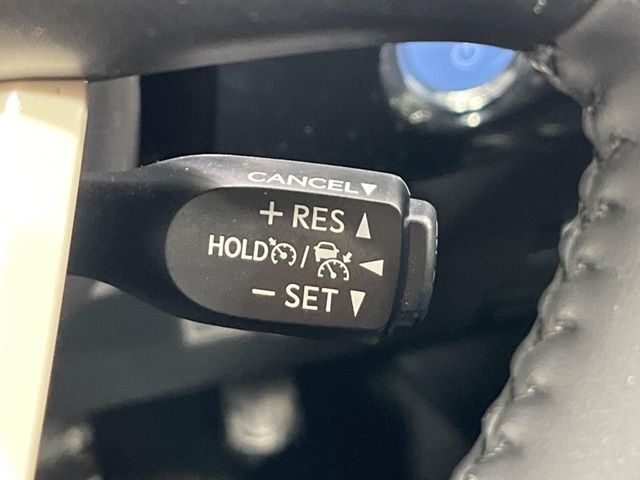 CANCEL▼
+ RES ▲
HOLD / ◀
− SET ▼